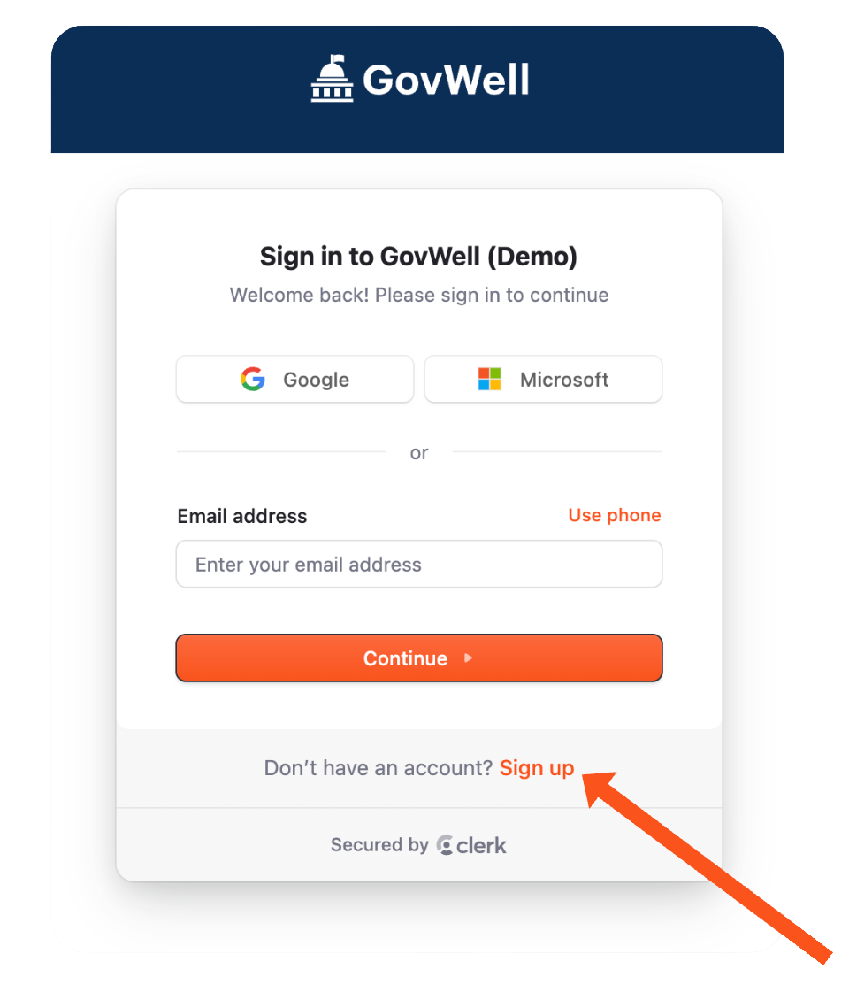 GovWell
Sign in to GovWell (Demo)
Welcome back! Please sign in to continue
Google
Microsoft
or
Email address
Use phone
Enter your email address
Continue
Don't have an account? Sign up
Secured by clerk